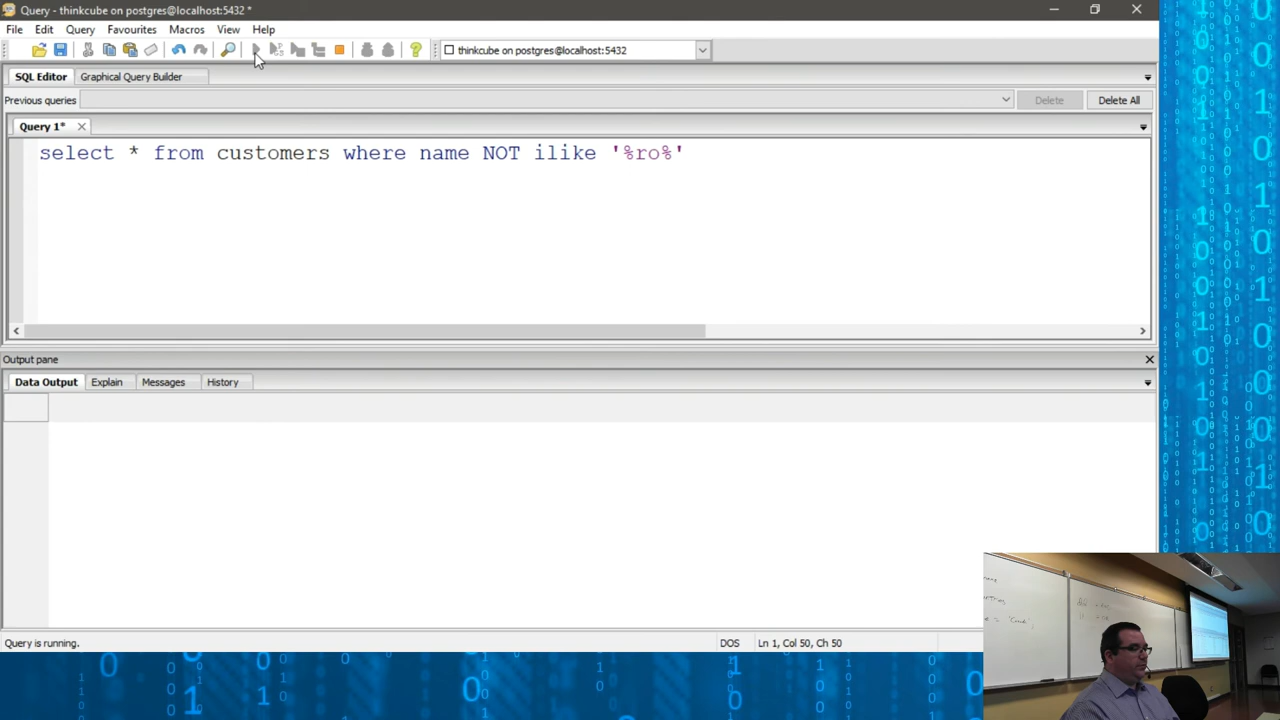 Query - thinkcube on postgres@localhost:5432 *
File Edit Query Favourites Macros View Help
thinkcube on postgres@localhost:5432
SQL Editor Graphical Query Builder
Previous queries Delete Delete All
Query 1*
select * from customers where name NOT ilike '%ro%'
Output pane
Data Output Explain Messages History
Query is running. DOS Ln 1, Col 50, Ch 50